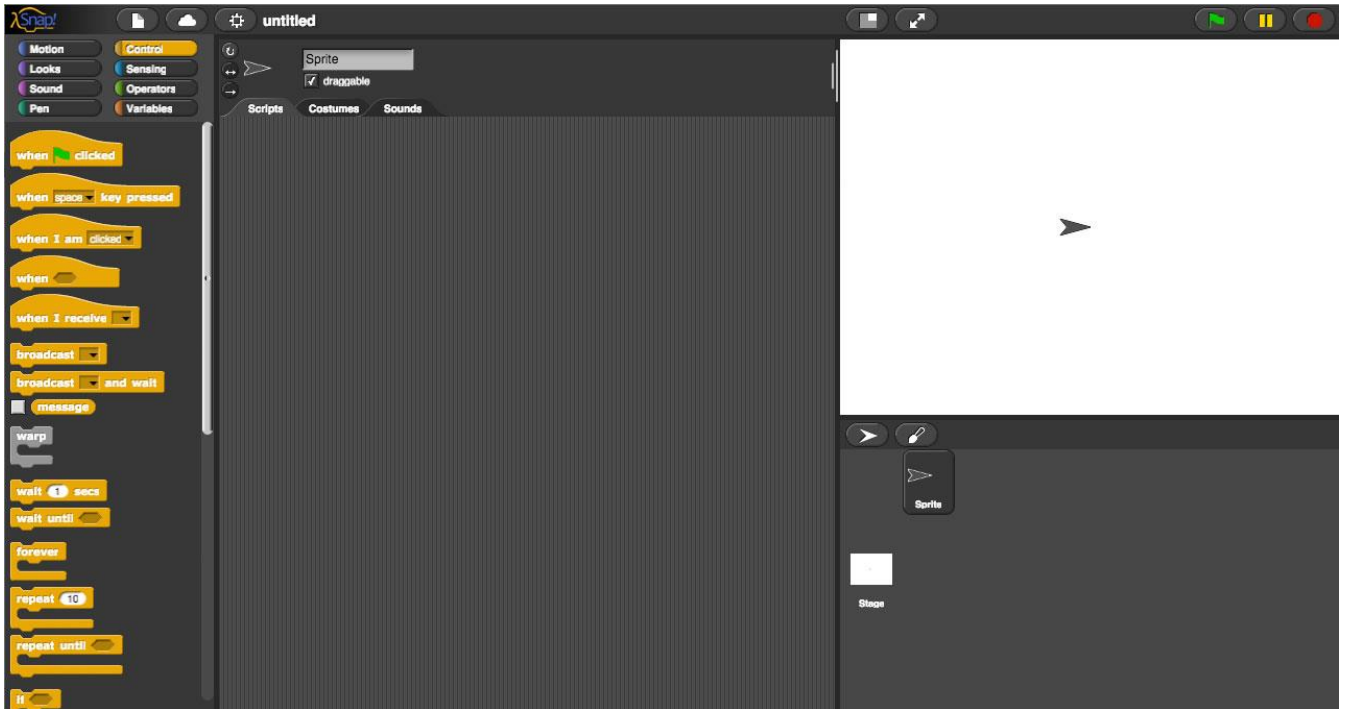 λSnap!
untitled
Motion
Control
Looks
Sensing
Sound
Operators
Pen
Variables
when clicked
when space key pressed
when I am clicked
when
when I receive
broadcast
broadcast and wait
message
warp
wait 1 secs
wait until
forever
repeat 10
repeat until
if
Sprite
draggable
Scripts Costumes Sounds
Sprite
Stage